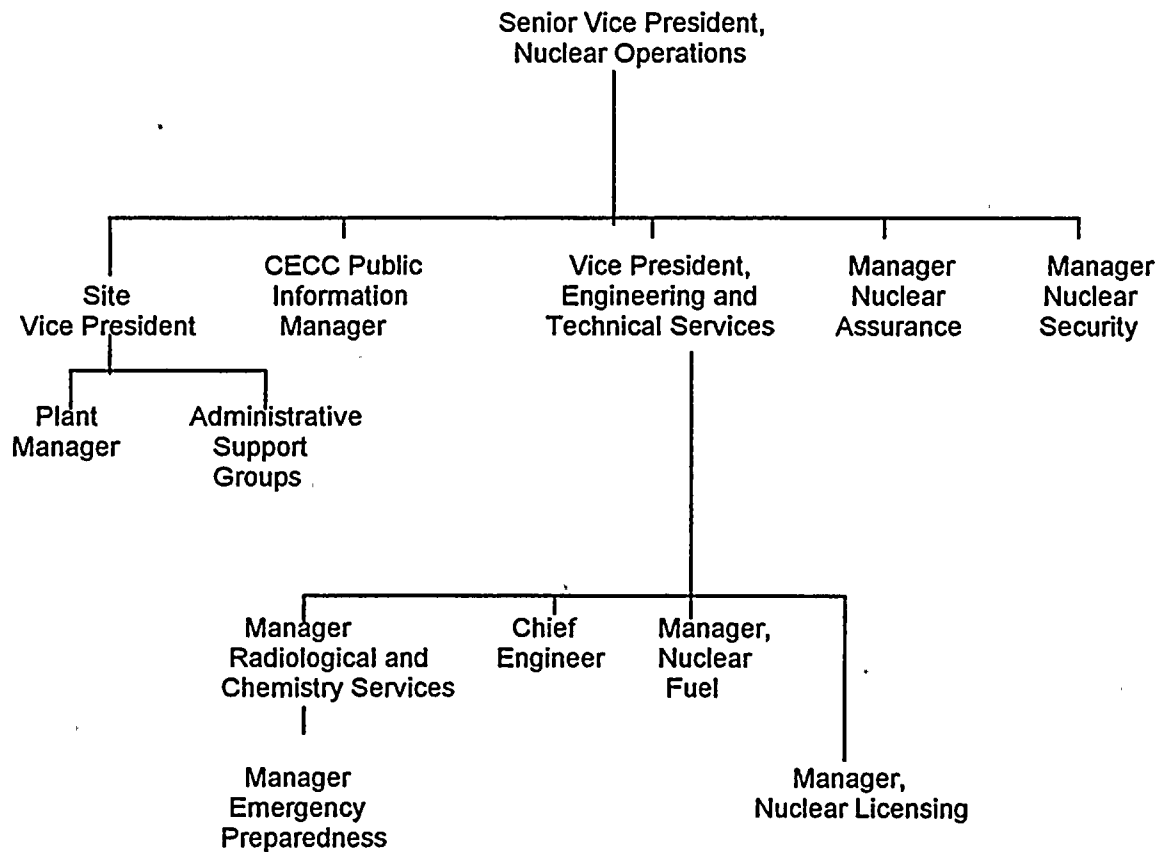 Senior Vice President,
Nuclear Operations
Site
Vice President
CECC Public
Information
Manager
Vice President,
Engineering and
Technical Services
Manager
Nuclear
Assurance
Manager
Nuclear
Security
Plant
Manager
Administrative
Support
Groups
Manager
Radiological and
Chemistry Services
Chief
Engineer
Manager,
Nuclear
Fuel
Manager
Emergency
Preparedness
Manager,
Nuclear Licensing